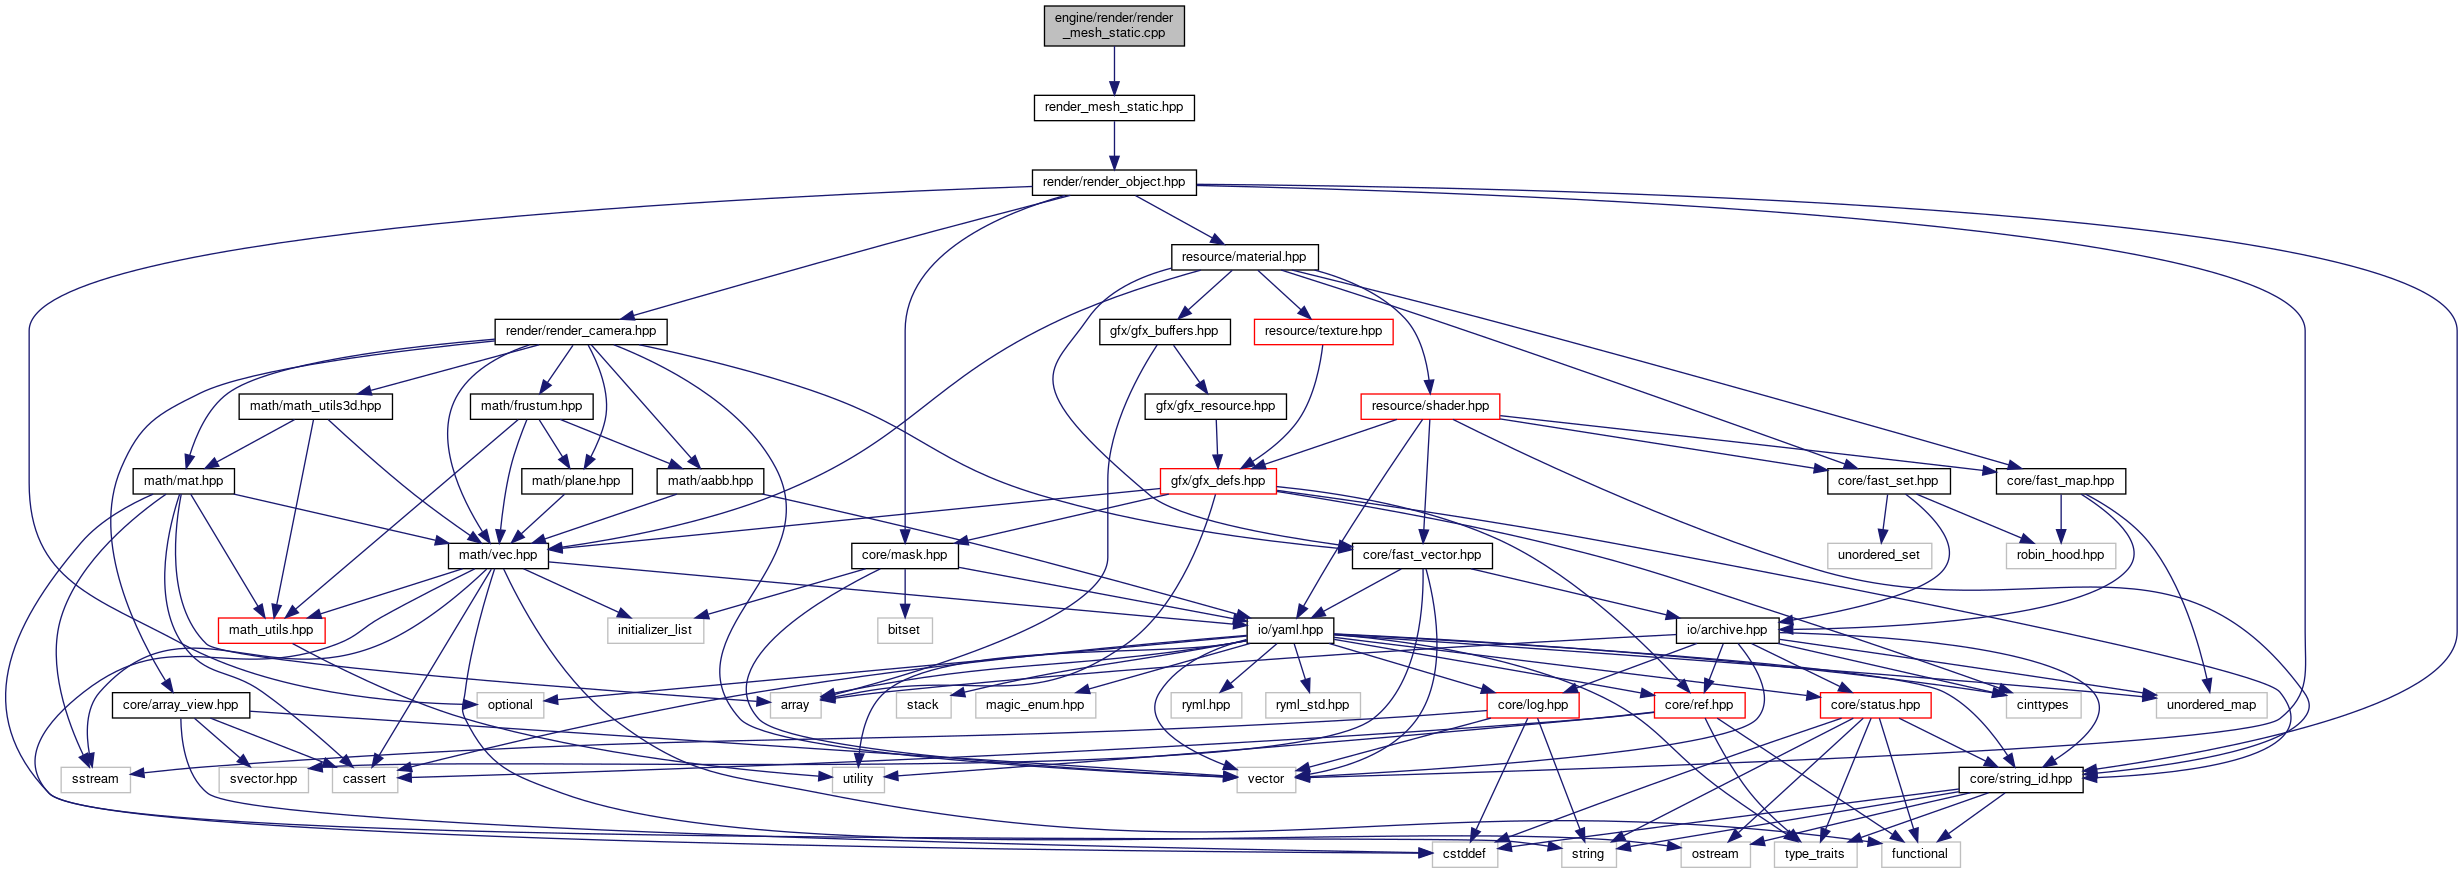 engine/render/render
_mesh_static.cpp
render_mesh_static.hpp
render/render_object.hpp
resource/material.hpp
render/render_camera.hpp
gfx/gfx_buffers.hpp
resource/texture.hpp
math/math_utils3d.hpp
math/frustum.hpp
gfx/gfx_resource.hpp
resource/shader.hpp
math/mat.hpp
math/plane.hpp
math/aabb.hpp
gfx/gfx_defs.hpp
core/fast_set.hpp
core/fast_map.hpp
math/vec.hpp
core/mask.hpp
core/fast_vector.hpp
unordered_set
robin_hood.hpp
math_utils.hpp
initializer_list
bitset
io/yaml.hpp
io/archive.hpp
core/array_view.hpp
optional
array
stack
magic_enum.hpp
ryml.hpp
ryml_std.hpp
core/log.hpp
core/ref.hpp
core/status.hpp
cinttypes
unordered_map
sstream
svector.hpp
cassert
utility
vector
core/string_id.hpp
cstddef
string
ostream
type_traits
functional